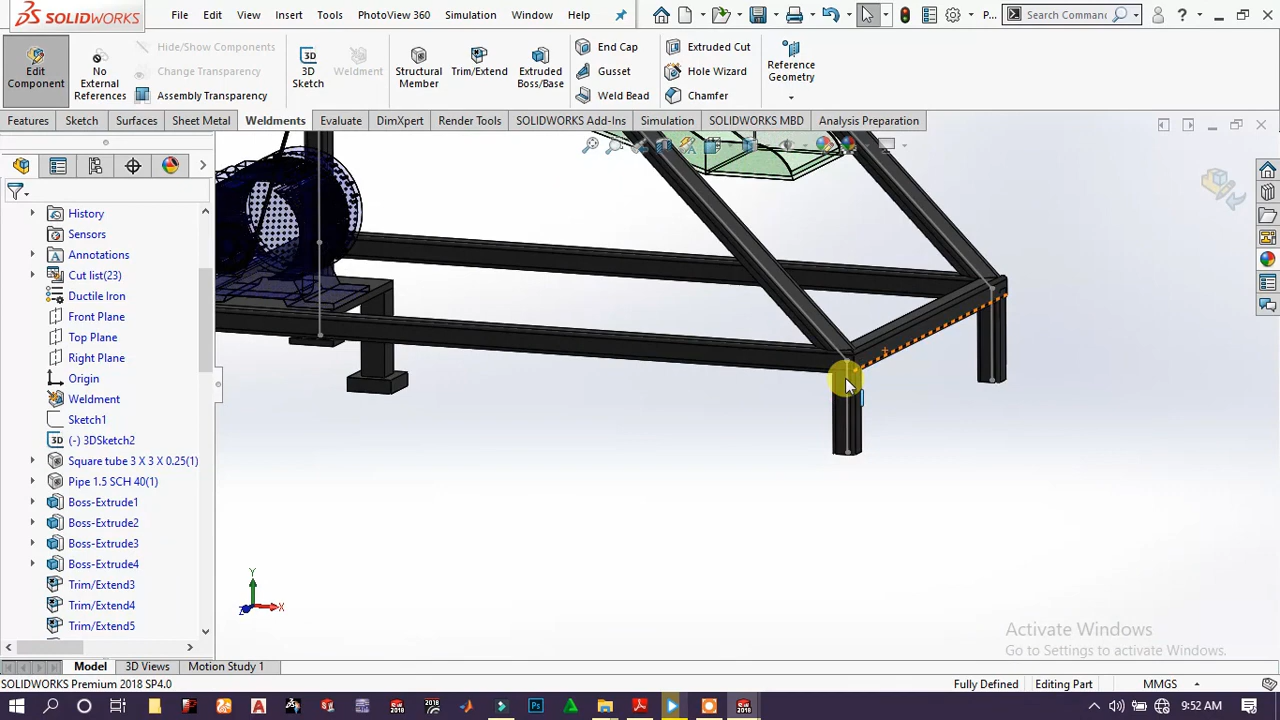 SOLIDWORKS
File
Edit
View
Insert
Tools
PhotoView 360
Simulation
Window
Help
P...
Search Commanc
?
Edit Component
No External References
Hide/Show Components
Change Transparency
Assembly Transparency
3D Sketch
Weldment
Structural Member
Trim/Extend
Extruded Boss/Base
End Cap
Gusset
Weld Bead
Extruded Cut
Hole Wizard
Chamfer
Reference Geometry
Features
Sketch
Surfaces
Sheet Metal
Weldments
Evaluate
DimXpert
Render Tools
SOLIDWORKS Add-Ins
Simulation
SOLIDWORKS MBD
Analysis Preparation
History
Sensors
Annotations
Cut list(23)
Ductile Iron
Front Plane
Top Plane
Right Plane
Origin
Weldment
Sketch1
3D (-) 3DSketch2
Square tube 3 X 3 X 0.25(1)
Pipe 1.5 SCH 40(1)
Boss-Extrude1
Boss-Extrude2
Boss-Extrude3
Boss-Extrude4
Trim/Extend3
Trim/Extend4
Trim/Extend5
Y
Z
X
Activate Windows
Go to Settings to activate Windows.
Model
3D Views
Motion Study 1
SOLIDWORKS Premium 2018 SP4.0
Fully Defined
Editing Part
MMGS
9:52 AM